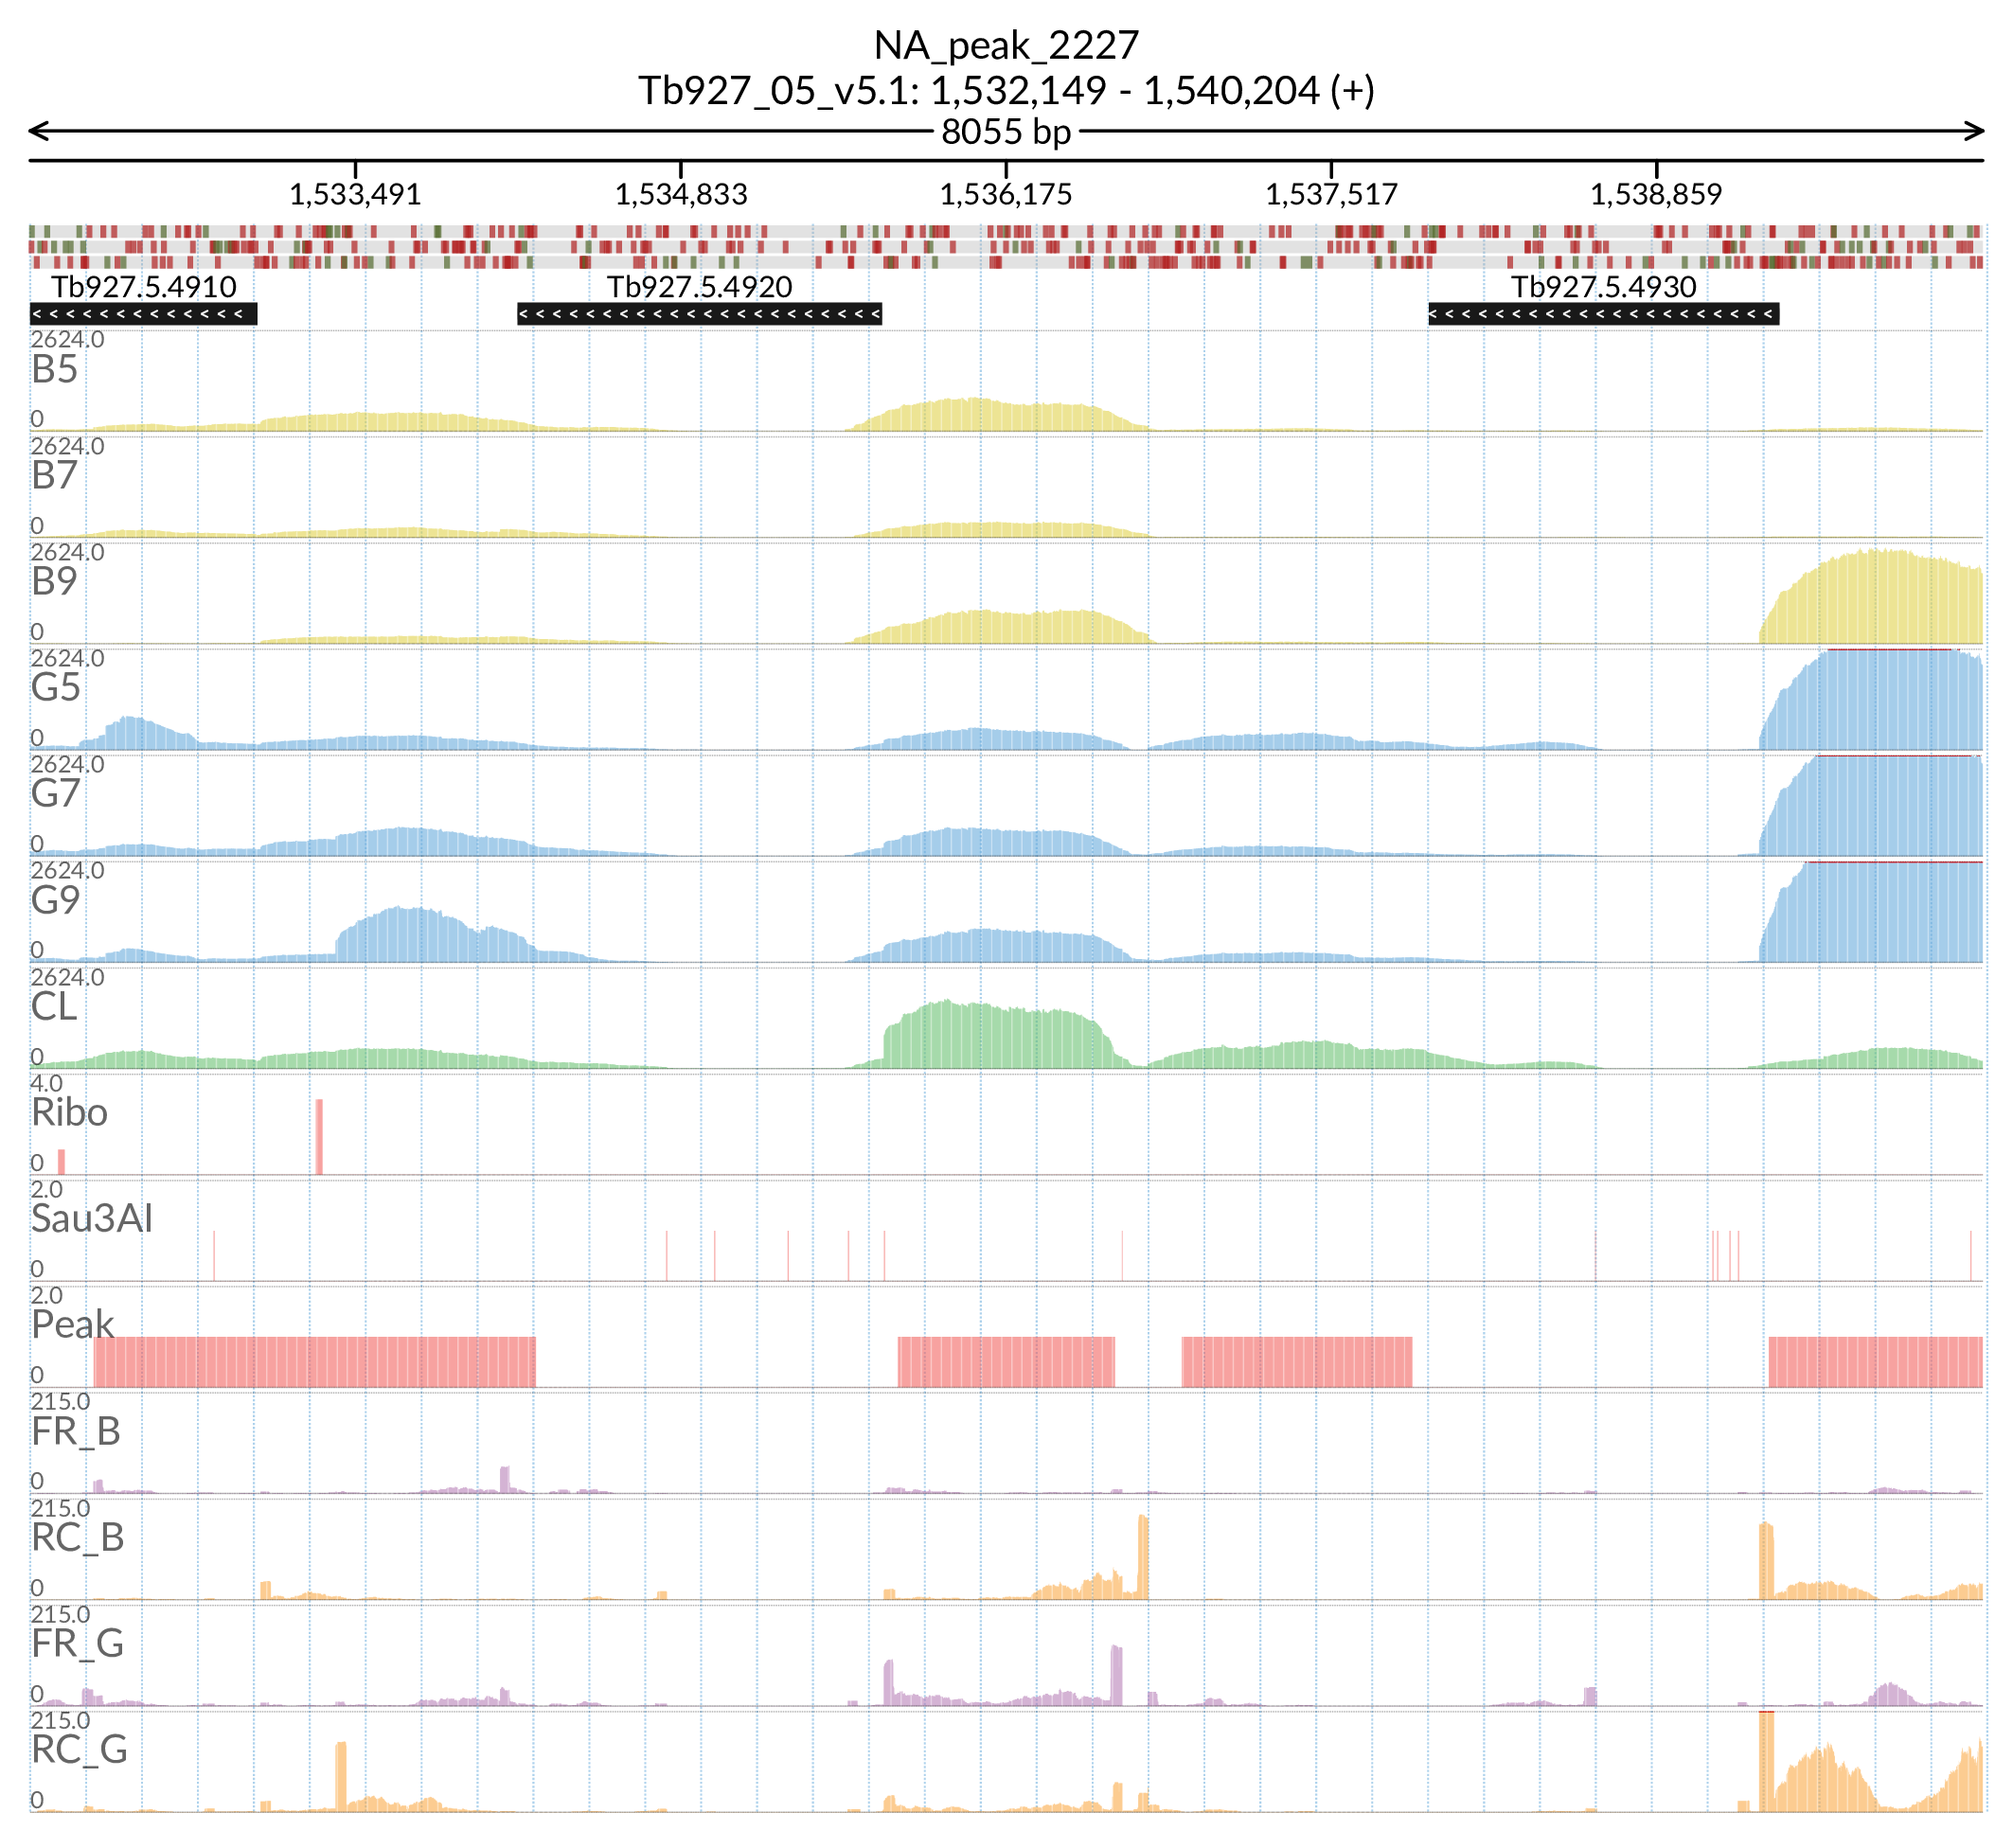 NA_peak_2227
Tb927_05_v5.1: 1,532,149 - 1,540,204 (+)
8055 bp
1,533,491 1,534,833 1,536,175 1,537,517 1,538,859
Tb927.5.4910 Tb927.5.4920 Tb927.5.4930
2624.0
B5
0
2624.0
B7
0
2624.0
B9
0
2624.0
G5
0
2624.0
G7
0
2624.0
G9
0
2624.0
CL
0
4.0
Ribo
0
2.0
Sau3AI
0
2.0
Peak
0
215.0
FR_B
0
215.0
RC_B
0
215.0
FR_G
0
215.0
RC_G
0